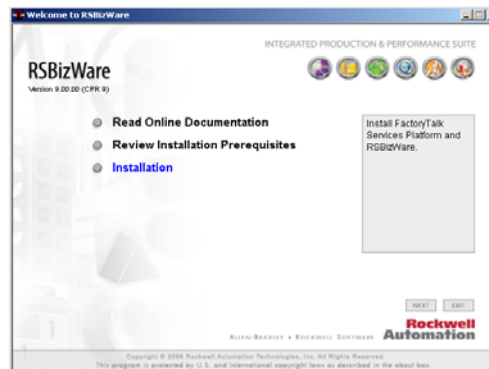 Welcome to RSBizWare
INTEGRATED PRODUCTION & PERFORMANCE SUITE
RSBizWare
Version 9.00.00 (CPR 9)
Read Online Documentation
Review Installation Prerequisites
Installation
Install FactoryTalk
Services Platform and
RSBizWare.
NEXT EXIT
ALLEN-BRADLEY • ROCKWELL SOFTWARE
Rockwell
Automation
Copyright © 2006 Rockwell Automation Technologies, Inc. All Rights Reserved.
This program is protected by U.S. and international copyright laws as described in the about box.